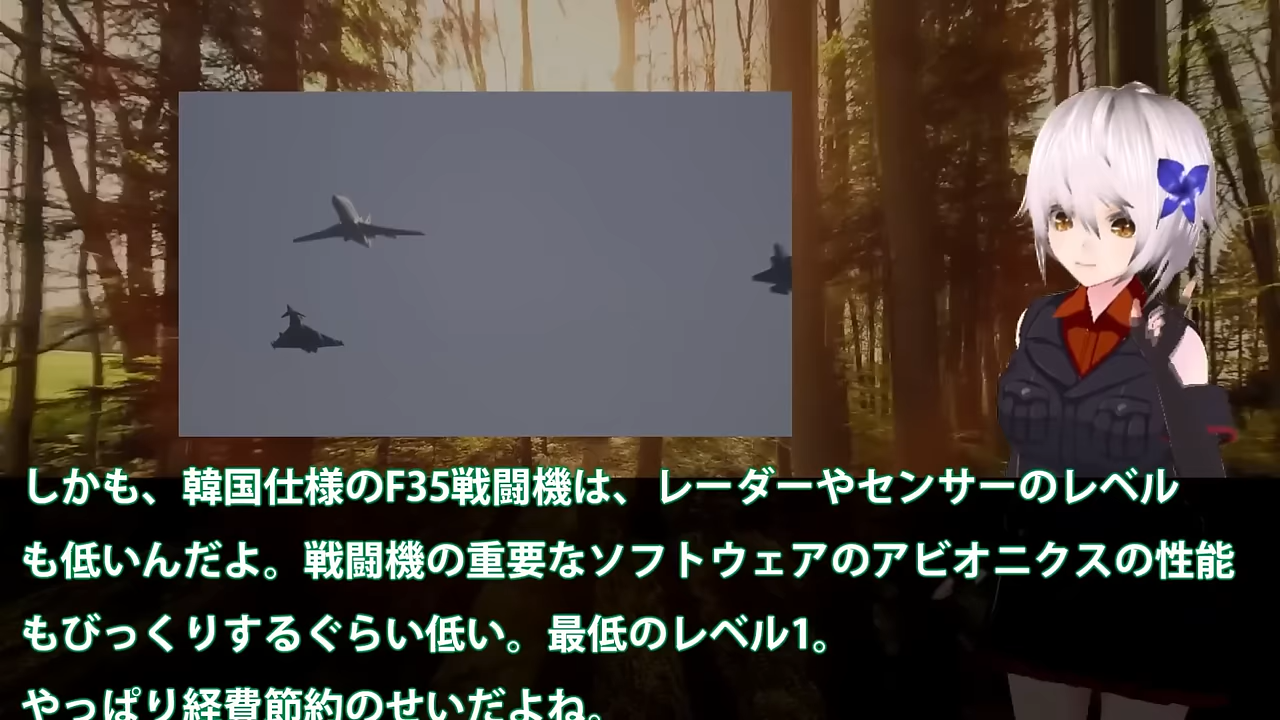 しかも、韓国仕様のF35戦闘機は、レーダーやセンサーのレベル
も低いんだよ。戦闘機の重要なソフトウェアのアビオニクスの性能
もびっくりするぐらい低い。最低のレベル1。
やっぱり経費節約のせいだよね。